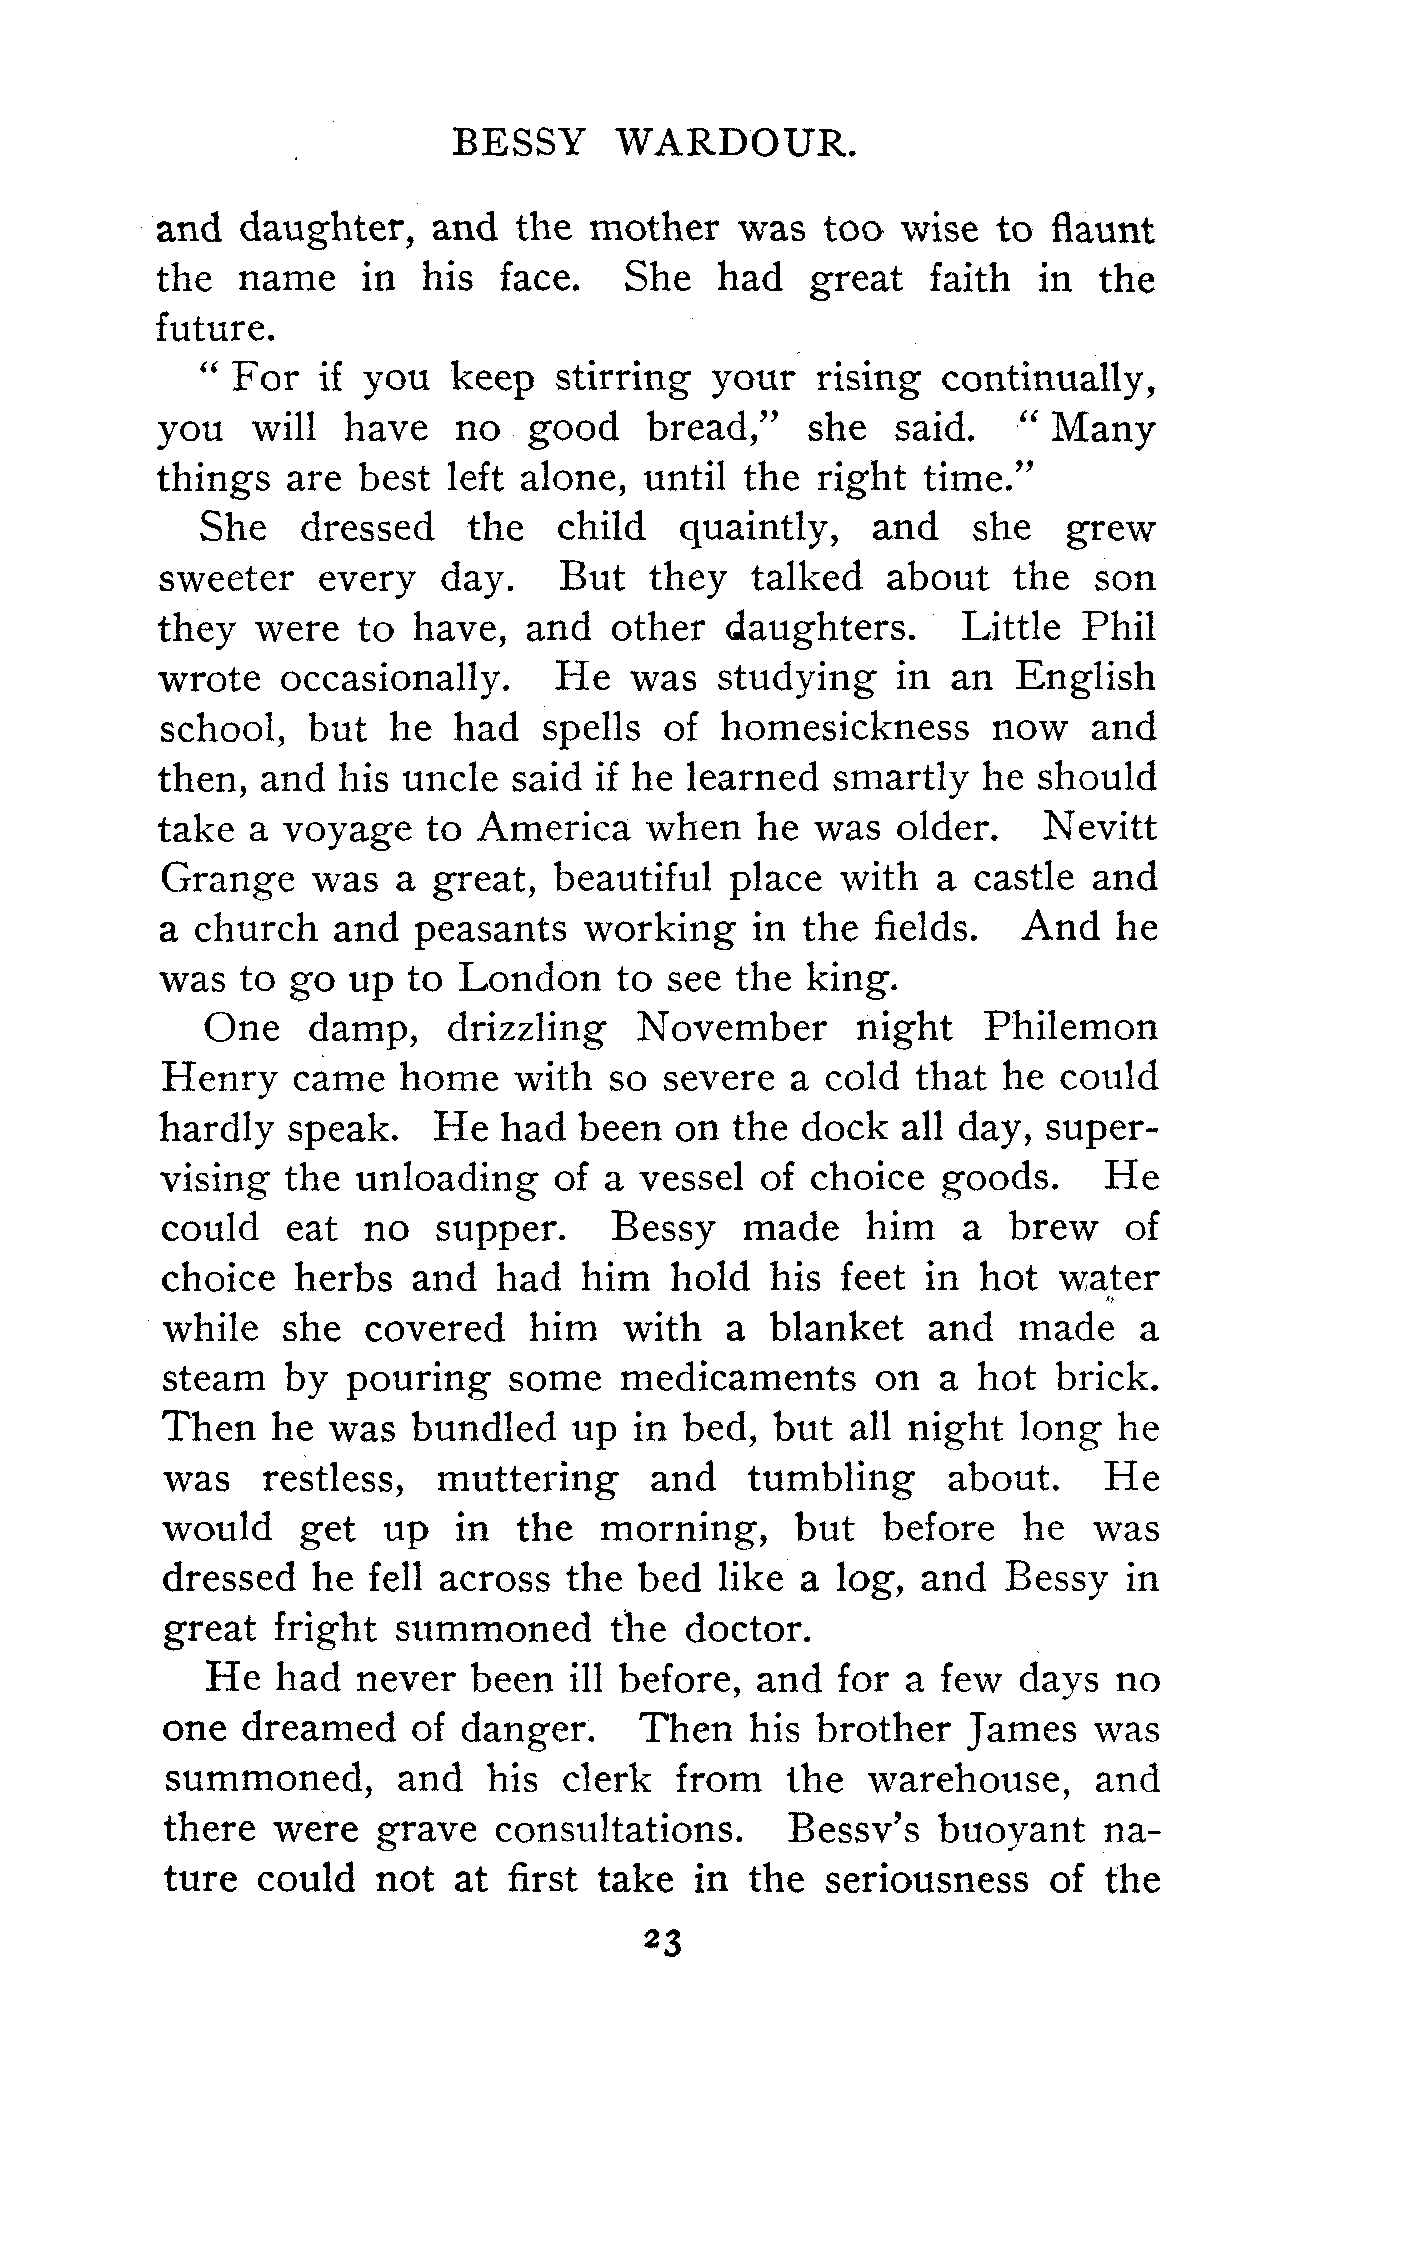 BESSY WARDOUR.
and daughter, and the mother was too wise to flaunt
the name in his face. She had great faith in the
future.
“ For if you keep stirring your rising continually,
you will have no good bread,” she said. “ Many
things are best left alone, until the right time.”
She dressed the child quaintly, and she grew
sweeter every day. But they talked about the son
they were to have, and other daughters. Little Phil
wrote occasionally. He was studying in an English
school, but he had spells of homesickness now and
then, and his uncle said if he learned smartly he should
take a voyage to America when he was older. Nevitt
Grange was a great, beautiful place with a castle and
a church and peasants working in the fields. And he
was to go up to London to see the king.
One damp, drizzling November night Philemon
Henry came home with so severe a cold that he could
hardly speak. He had been on the dock all day, super-
vising the unloading of a vessel of choice goods. He
could eat no supper. Bessy made him a brew of
choice herbs and had him hold his feet in hot water
while she covered him with a blanket and made a
steam by pouring some medicaments on a hot brick.
Then he was bundled up in bed, but all night long he
was restless, muttering and tumbling about. He
would get up in the morning, but before he was
dressed he fell across the bed like a log, and Bessy in
great fright summoned the doctor.
He had never been ill before, and for a few days no
one dreamed of danger. Then his brother James was
summoned, and his clerk from the warehouse, and
there were grave consultations. Bessy’s buoyant na-
ture could not at first take in the seriousness of the
23